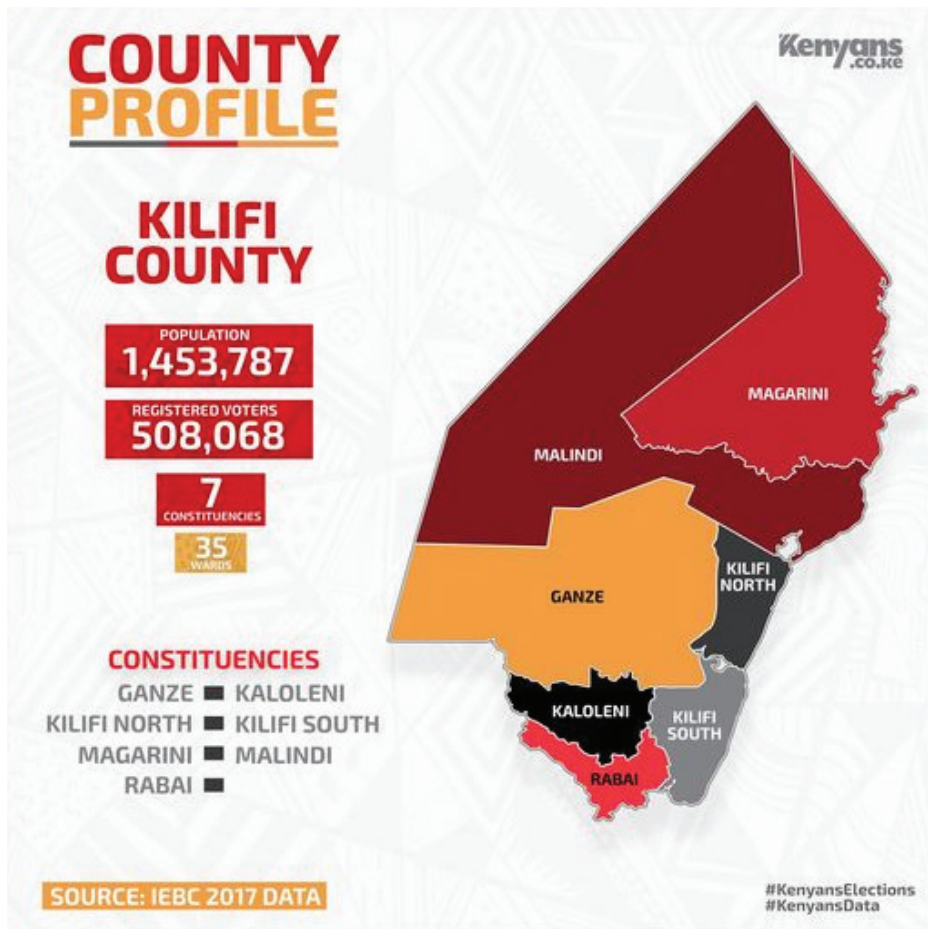 COUNTY
PROFILE
Kenyans
.co.ke
KILIFI
COUNTY
POPULATION
1,453,787
REGISTERED VOTERS
508,068
7
CONSTITUENCIES
35
WARDS
CONSTITUENCIES
GANZE KALOLENI
KILIFI NORTH KILIFI SOUTH
MAGARINI MALINDI
RABAI
MAGARINI
MALINDI
KILIFI
NORTH
GANZE
KALOLENI
KILIFI
SOUTH
RABAI
SOURCE: IEBC 2017 DATA
#KenyansElections
#KenyansData